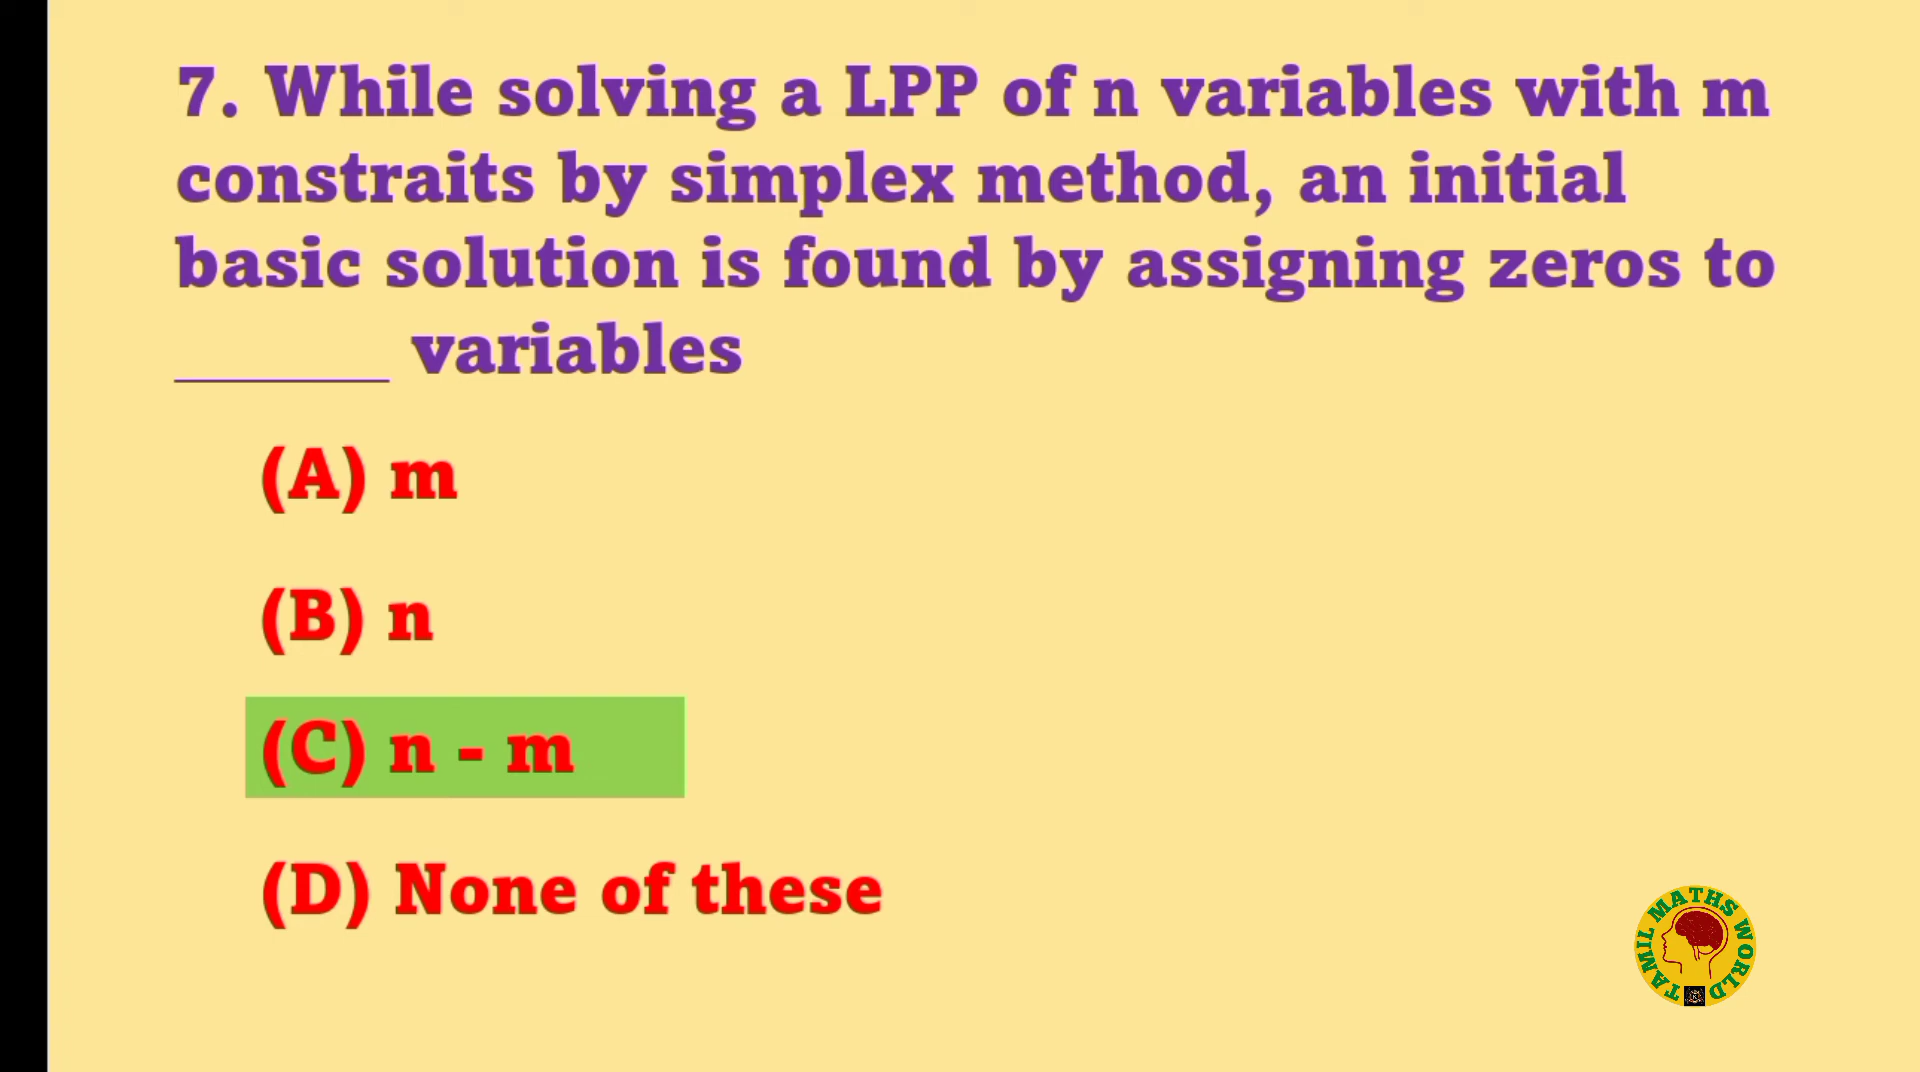 7. While solving a LPP of n variables with m
constraits by simplex method, an initial
basic solution is found by assigning zeros to
_______ variables
(A) m
(B) n
(C) n - m
(D) None of these
TAMIL MATHS WORLD